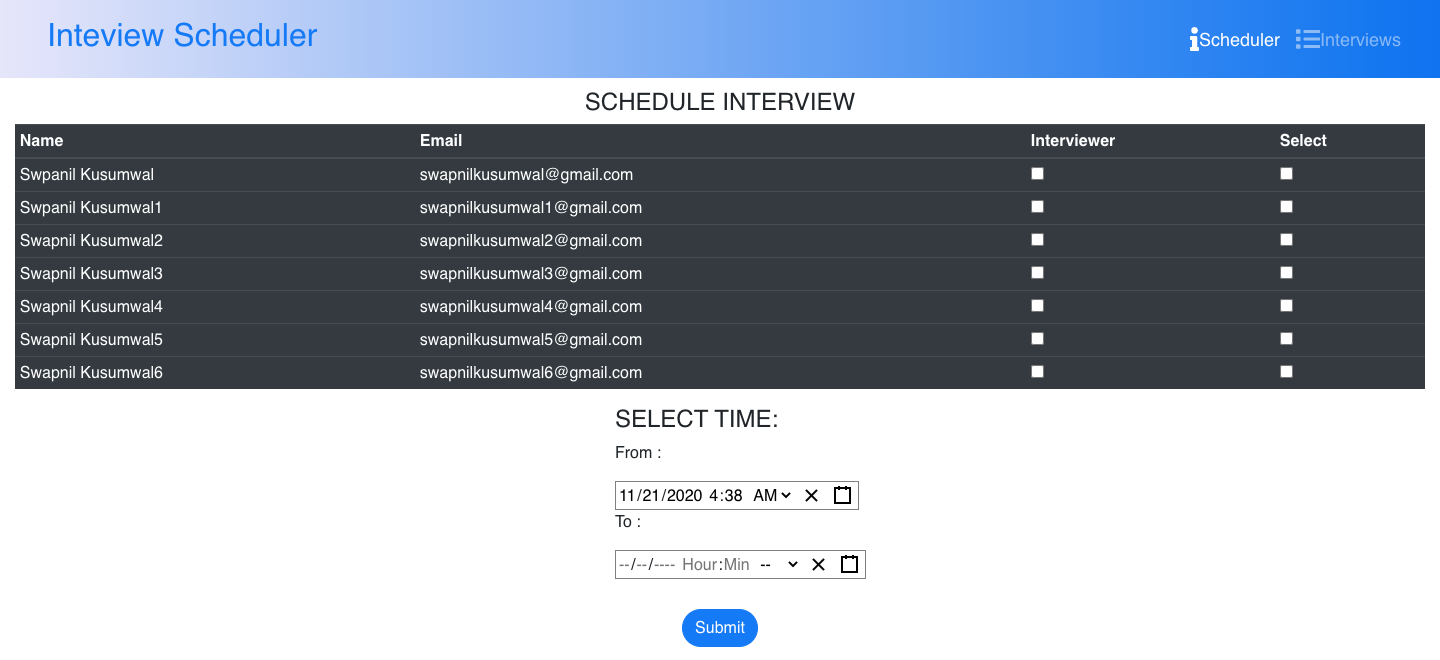 Inteview Scheduler
Scheduler Interviews
SCHEDULE INTERVIEW
Name Email Interviewer Select
Swpanil Kusumwal swapnilkusumwal@gmail.com
Swpanil Kusumwal1 swapnilkusumwal1@gmail.com
Swapnil Kusumwal2 swapnilkusumwal2@gmail.com
Swapnil Kusumwal3 swapnilkusumwal3@gmail.com
Swapnil Kusumwal4 swapnilkusumwal4@gmail.com
Swapnil Kusumwal5 swapnilkusumwal5@gmail.com
Swapnil Kusumwal6 swapnilkusumwal6@gmail.com
SELECT TIME:
From :
11/21/2020 4:38 AM
To :
--/--/---- Hour:Min --
Submit